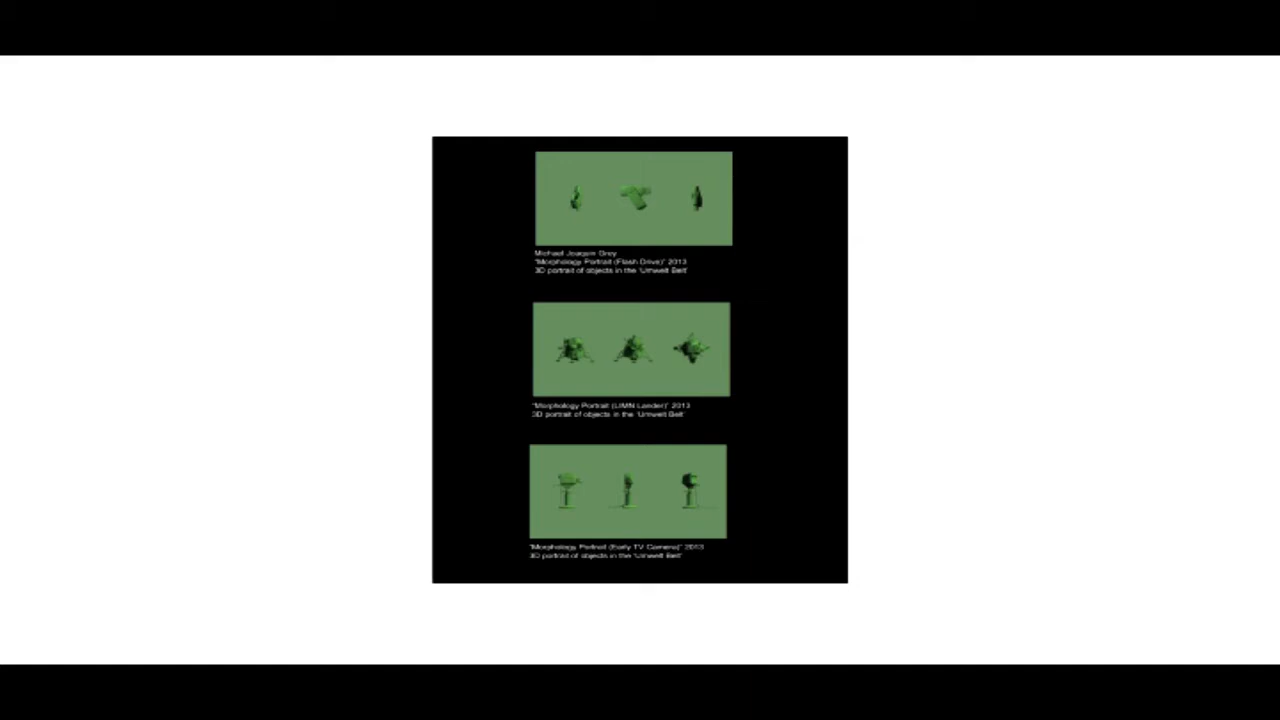 Michael Joaquin Grey
"Morphology Portrait (Flash Drive)" 2013
3D portrait of objects in the 'Umwelt Belt'
"Morphology Portrait (LIMN Lander)" 2013
3D portrait of objects in the 'Umwelt Belt'
"Morphology Portrait (Early TV Camera)" 2013
3D portrait of objects in the 'Umwelt Belt'